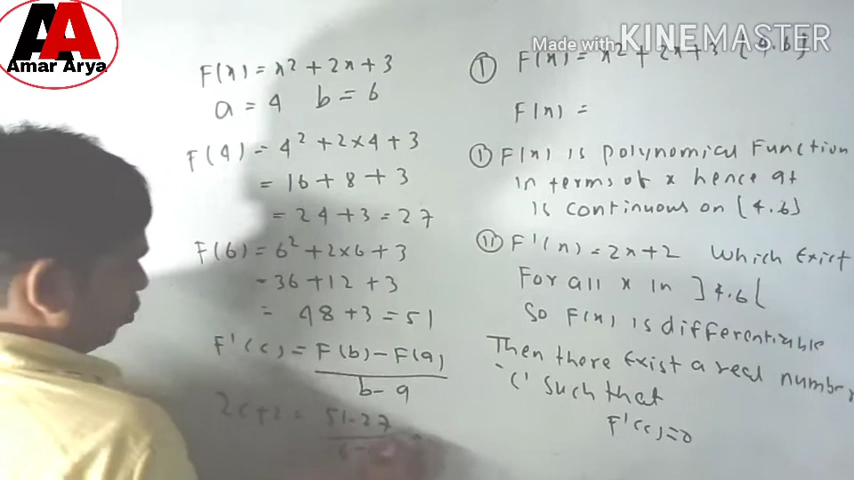 AA
Amar Arya
Made with KINEMASTER
F(x) = x² + 2x + 3
a = 4 b = 6
F(4) = 4² + 2×4 + 3
= 16 + 8 + 3
= 24 + 3 = 27
F(6) = 6² + 2×6 + 3
= 36 + 12 + 3
= 48 + 3 = 51
F'(c) = F(b) - F(a)
b - a
2c + 2 = 51-27
6-
① F(x) = x² + 2x + 3 [4.6]
F(x) =
① F(x) is polynomical Function
in terms of x hence at
is continuous on [4.6]
② F'(x) = 2x+2 which exist
For all x in ]4.6[
So F(x) is differentiable
Then there exist a real number
'c' such that
F'(c)=0